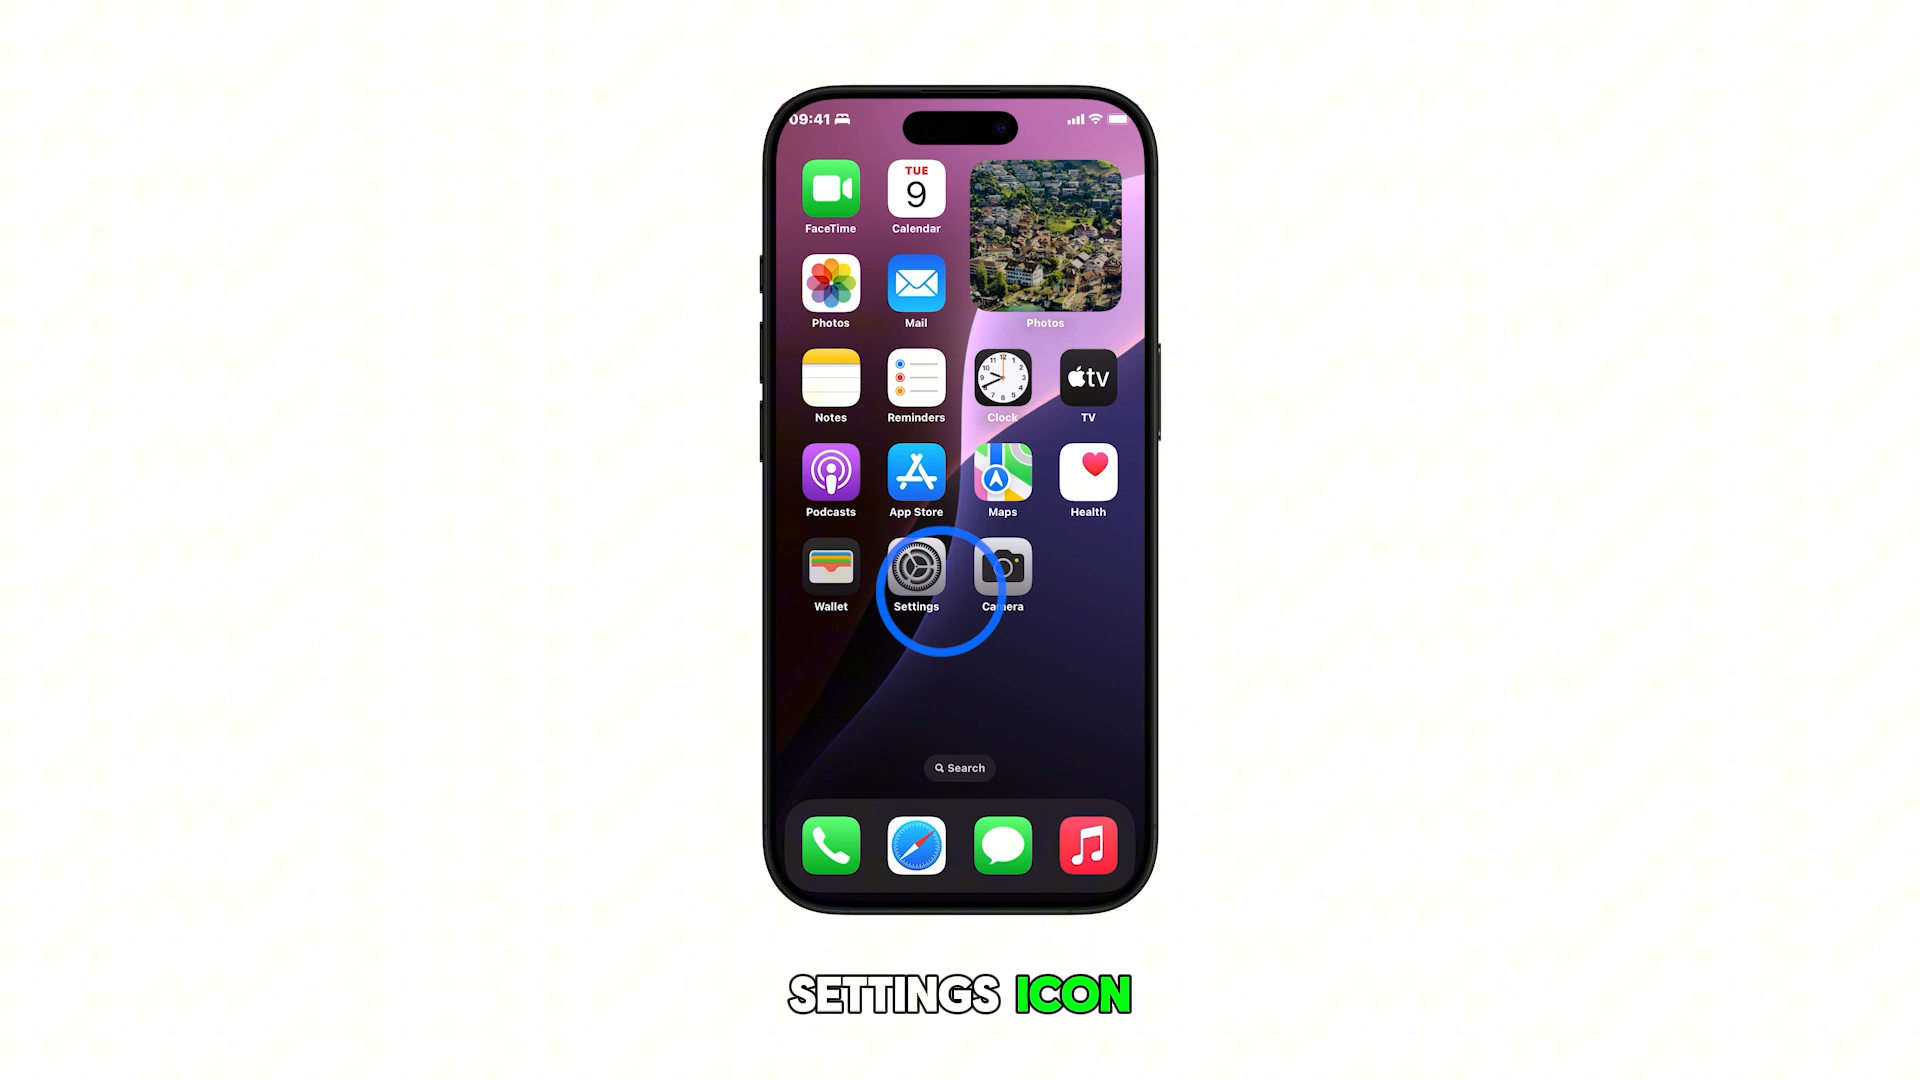 09:41
TUE
9
FaceTime
Calendar
Photos
Mail
Photos
tv
Notes
Reminders
Clock
TV
Podcasts
App Store
Maps
Health
Wallet
Settings
Camera
Search
SETTINGS ICON